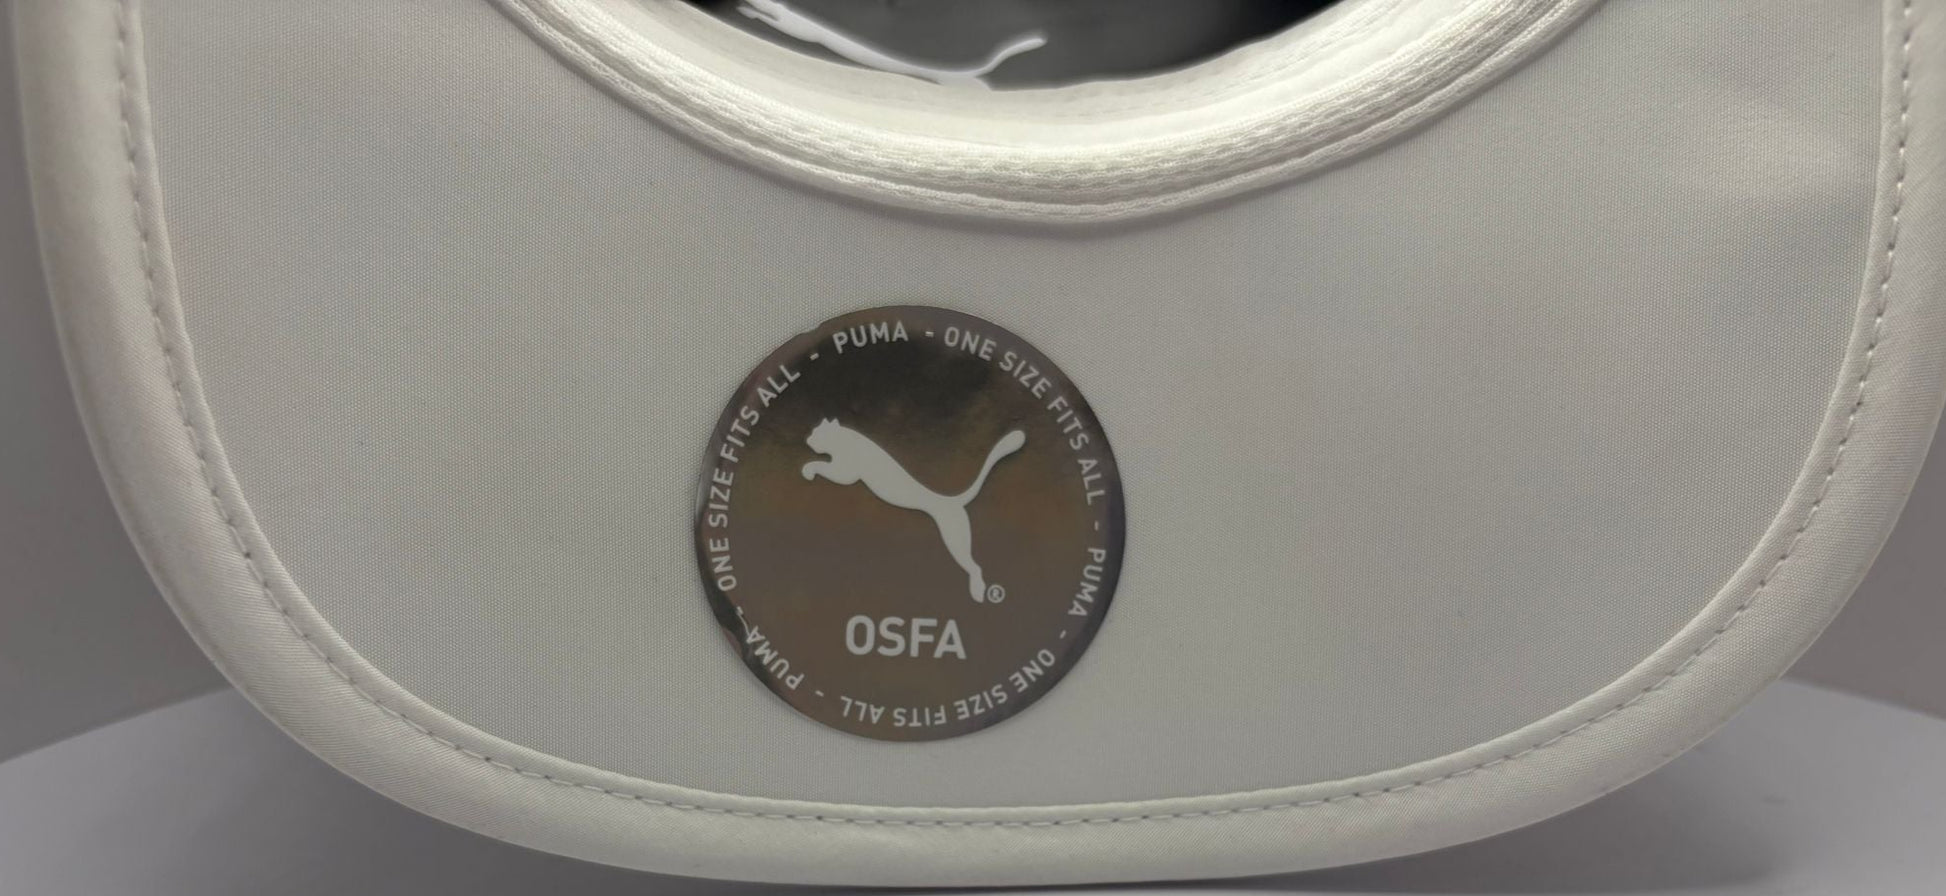 PUMA - ONE SIZE FITS ALL - PUMA - ONE SIZE FITS ALL - PUMA - ONE SIZE FITS ALL -
®
OSFA